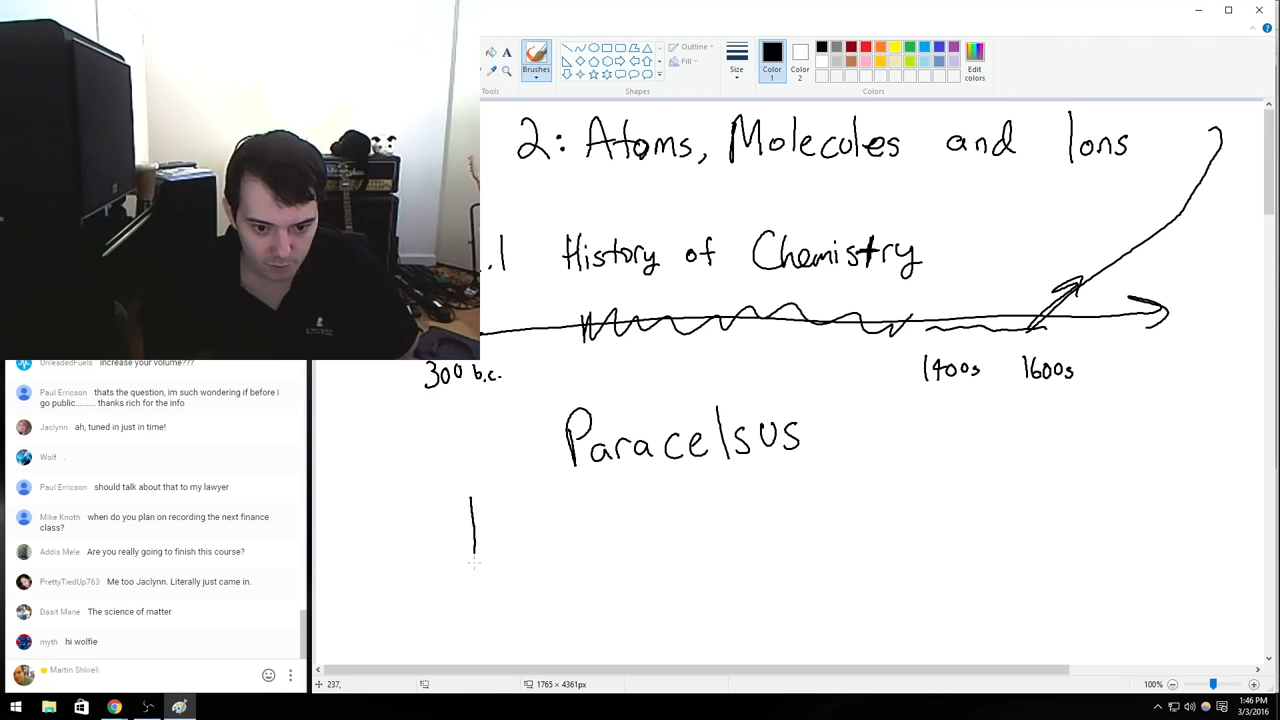 Tools
Brushes
Shapes
Outline
Fill
Size
Color
1
Color
2
Edit
colors
Colors
2: Atoms, Molecules and Ions
.1 History of Chemistry
300 b.c.
1400s
1600s
Paracelsus
UnleadedFuels increase your volume???
Paul Erricson thats the question, im such wondering if before i
go public......... thanks rich for the info
Jaclynn ah, tuned in just in time!
Wolf .
Paul Erricson should talk about that to my lawyer
Mike Knoth when do you plan on recording the next finance
class?
Addis Mele Are you really going to finish this course?
PrettyTiedUp763 Me too Jaclynn. Literally just came in.
Dasit Mane The science of matter
myth hi wolfie
Martin Shkreli
237,
1765 × 4361px
100%
1:46 PM
3/3/2016